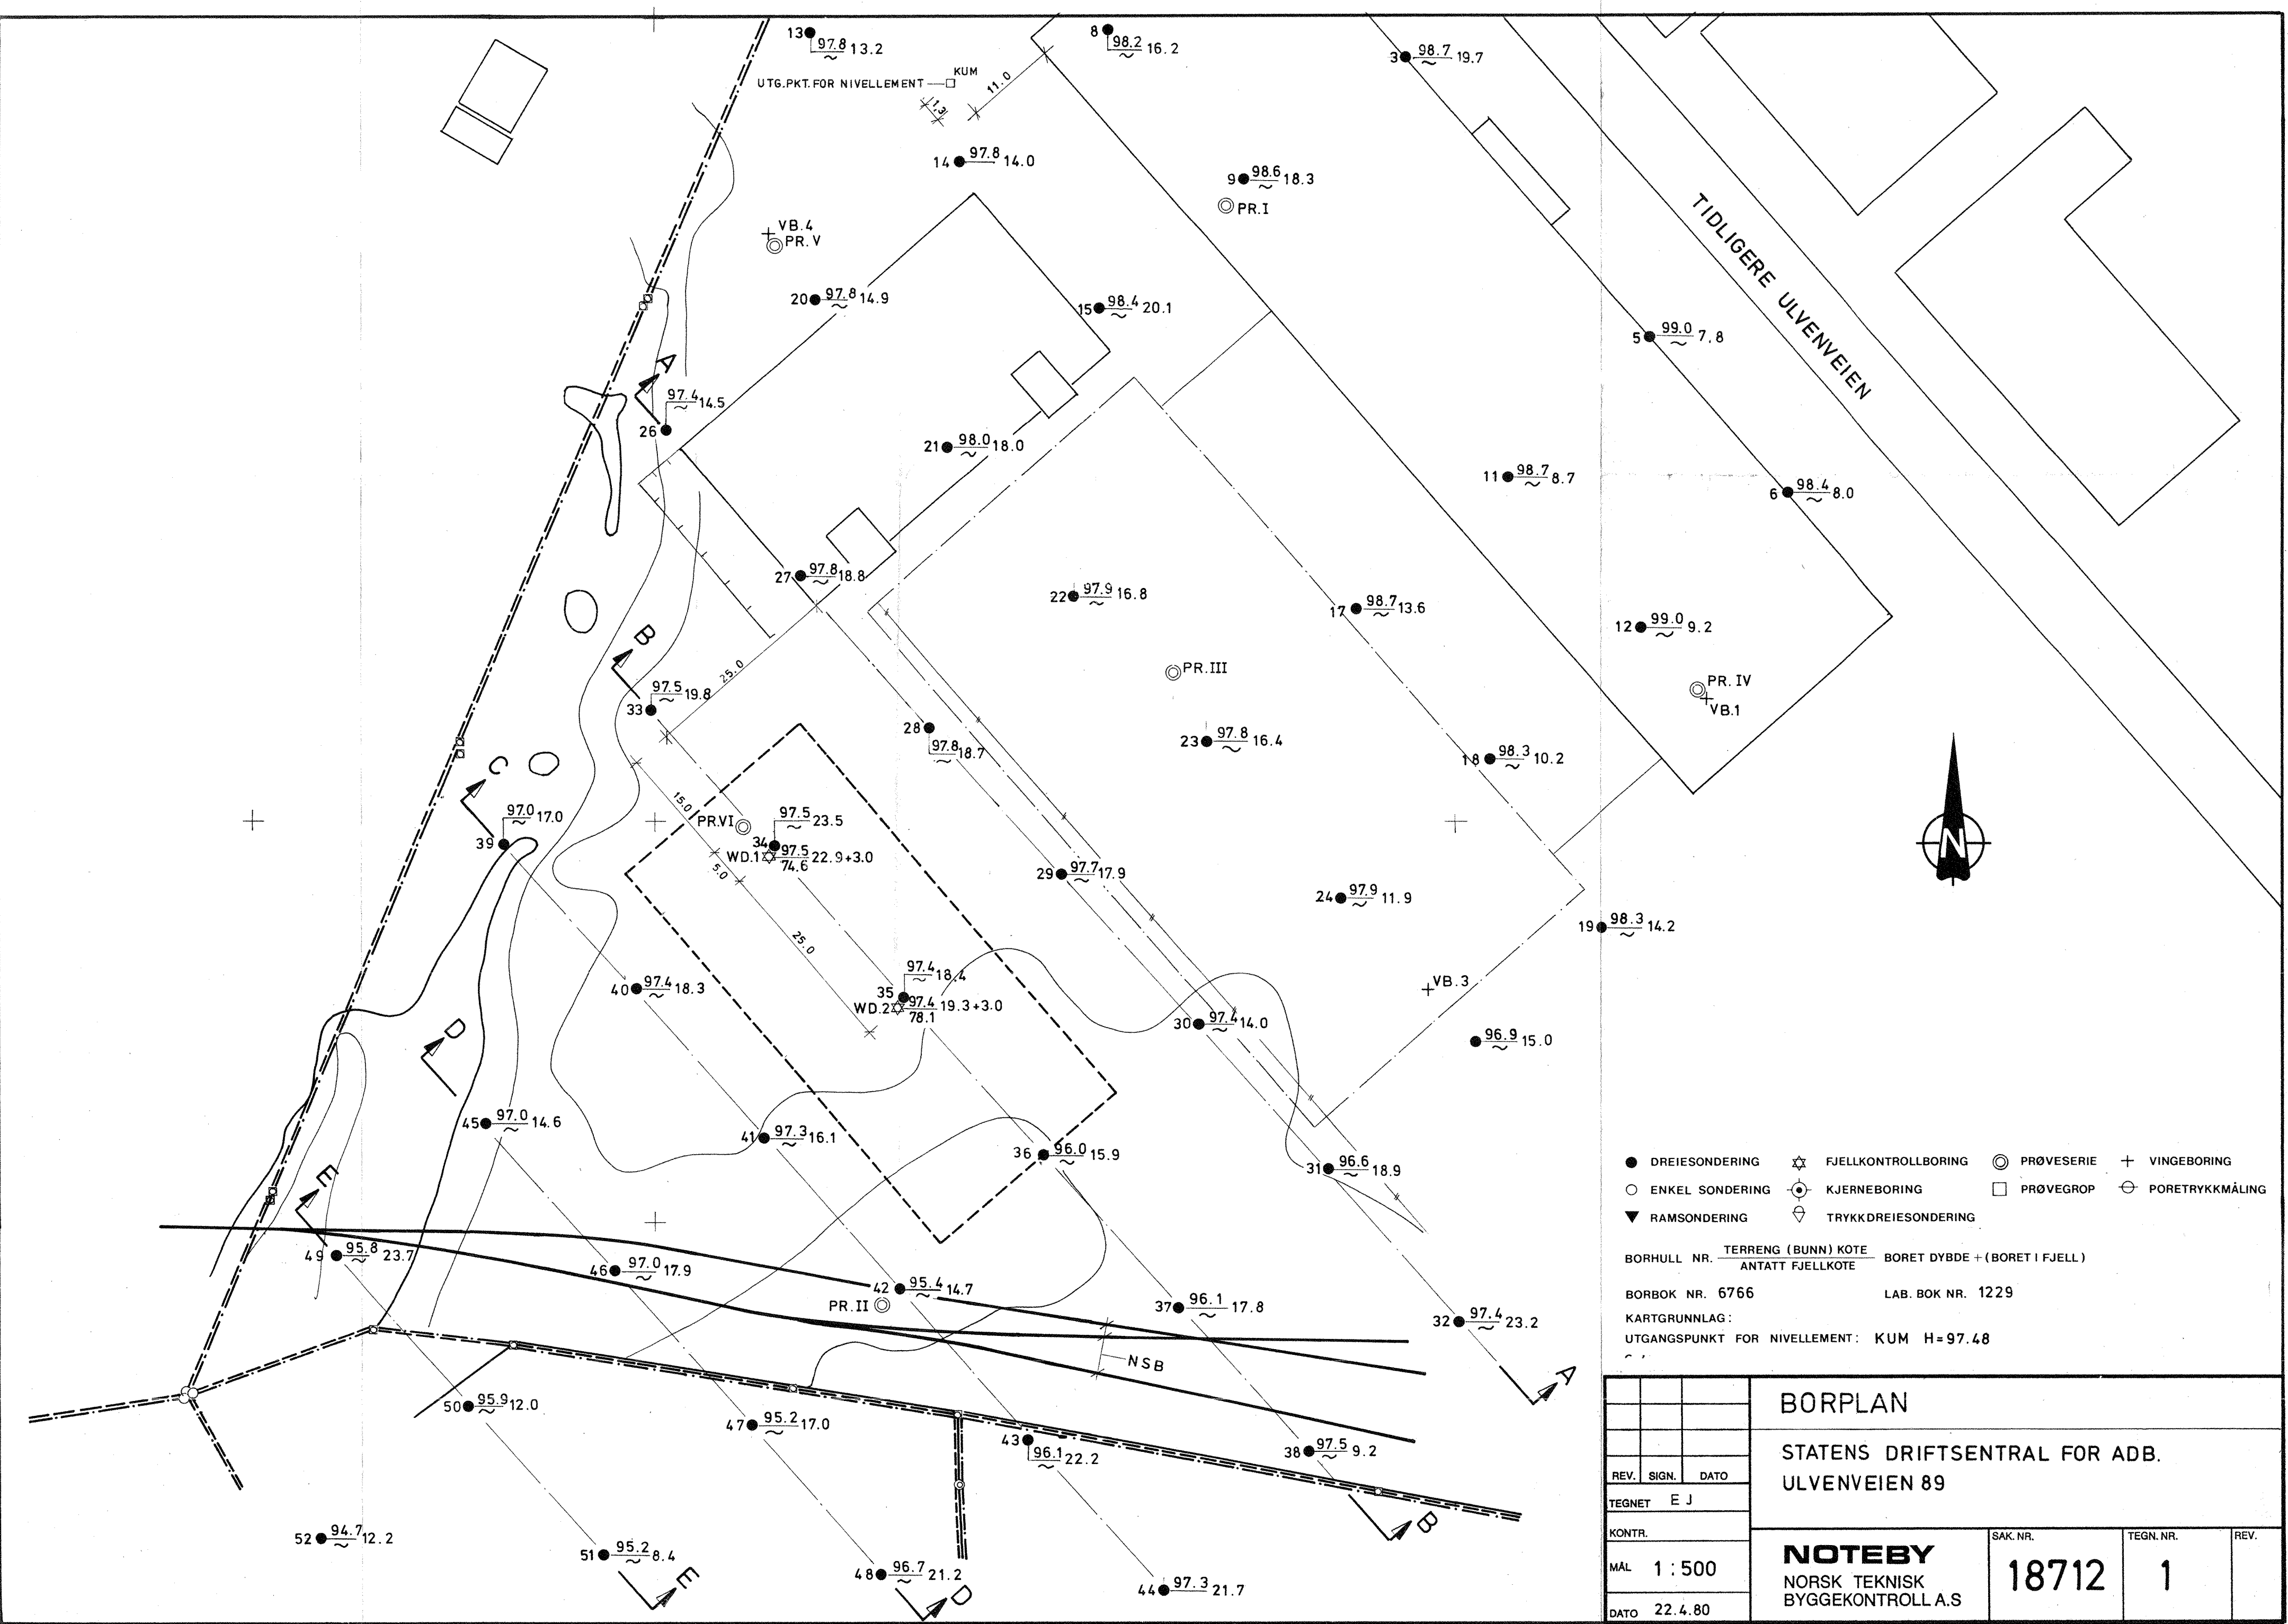 13 97.8 ~ 13.2
8 98.2 ~ 16.2
3 98.7 ~ 19.7
UTG.PKT. FOR NIVELLEMENT KUM
11.0
1.3
14 97.8 14.0
9 98.6 ~ 18.3
PR.I
VB.4
PR.V
TIDLIGERE ULVENVEIEN
20 97.8 ~ 14.9
15 98.4 ~ 20.1
5 99.0 ~ 7.8
A
26 97.4 ~ 14.5
21 98.0 ~ 18.0
11 98.7 ~ 8.7
6 98.4 ~ 8.0
27 97.8 ~ 18.8
22 97.9 ~ 16.8
17 98.7 ~ 13.6
12 99.0 ~ 9.2
B
25.0
PR.III
PR.IV
VB.1
33 97.5 ~ 19.8
28 97.8 ~ 18.7
23 97.8 ~ 16.4
18 98.3 ~ 10.2
C
15.0
PR.VI
39 97.0 ~ 17.0
34 97.5 ~ 23.5
WD.1 97.5 74.6 22.9+3.0
5.0
29 97.7 ~ 17.9
24 97.9 ~ 11.9
N
19 98.3 ~ 14.2
25.0
40 97.4 ~ 18.3
35 97.4 ~ 18.4
WD.2 97.4 78.1 19.3+3.0
VB.3
30 97.4 ~ 14.0
96.9 ~ 15.0
D
45 97.0 ~ 14.6
41 97.3 ~ 16.1
36 96.0 ~ 15.9
31 96.6 ~ 18.9
E
49 95.8 ~ 23.7
46 97.0 ~ 17.9
42 95.4 ~ 14.7
PR.II
37 96.1 ~ 17.8
32 97.4 ~ 23.2
NSB
A
50 95.9 ~ 12.0
47 95.2 ~ 17.0
43 96.1 ~ 22.2
38 97.5 ~ 9.2
B
52 94.7 ~ 12.2
51 95.2 ~ 8.4
E
48 96.7 ~ 21.2
D
44 97.3 21.7
DREIESONDERING FJELLKONTROLLBORING PRØVESERIE VINGEBORING
ENKEL SONDERING KJERNEBORING PRØVEGROP PORETRYKKMÅLING
RAMSONDERING TRYKKDREIESONDERING
BORHULL NR. TERRENG (BUNN) KOTE BORET DYBDE + (BORET I FJELL)
ANTATT FJELLKOTE
BORBOK NR. 6766 LAB. BOK NR. 1229
KARTGRUNNLAG:
UTGANGSPUNKT FOR NIVELLEMENT: KUM H=97.48
BORPLAN
STATENS DRIFTSENTRAL FOR ADB.
ULVENVEIEN 89
REV. SIGN. DATO
TEGNET E J
KONTR.
MÅL 1:500
DATO 22.4.80
NOTEBY
NORSK TEKNISK
BYGGEKONTROLL A.S
SAK. NR.
18712
TEGN. NR.
1
REV.